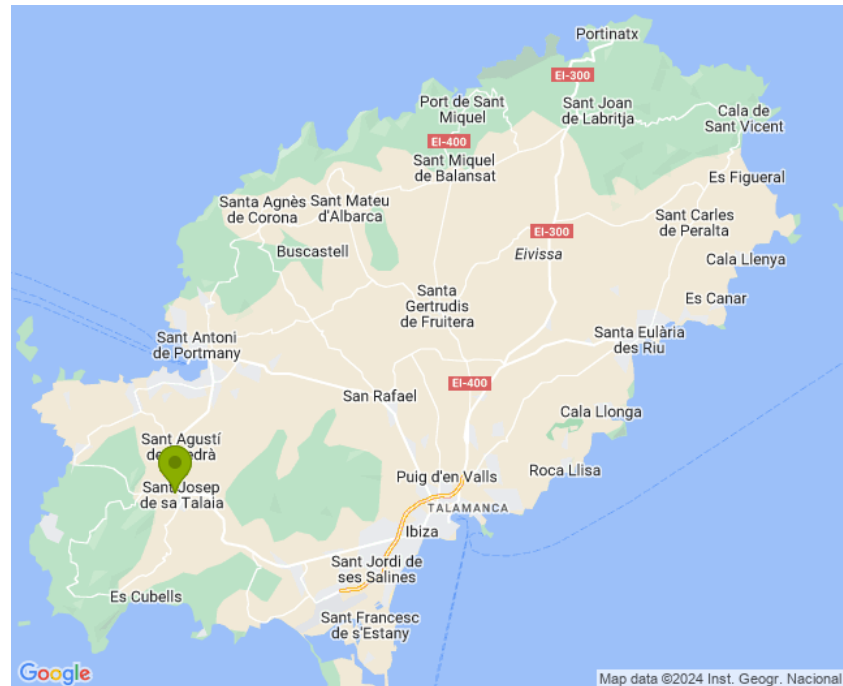 Portinatx
EI-300
Port de Sant
Miquel
Sant Joan
de Labritja
Cala de
Sant Vicent
EI-400
Sant Miquel
de Balansat
Es Figueral
Santa Agnès
de Corona
Sant Mateu
d'Albarca
Sant Carles
de Peralta
EI-300
Buscastell
Eivissa
Cala Llenya
Santa
Gertrudis
de Fruitera
Es Canar
Sant Antoni
de Portmany
Santa Eulària
des Riu
EI-400
San Rafael
Cala Llonga
Sant Agustí
Puig d'en Valls
Roca Llisa
Sant Josep
de sa Talaia
TALAMANCA
Ibiza
Sant Jordi de
ses Salines
Es Cubells
Sant Francesc
de s'Estany
Google
Map data ©2024 Inst. Geogr. Nacional